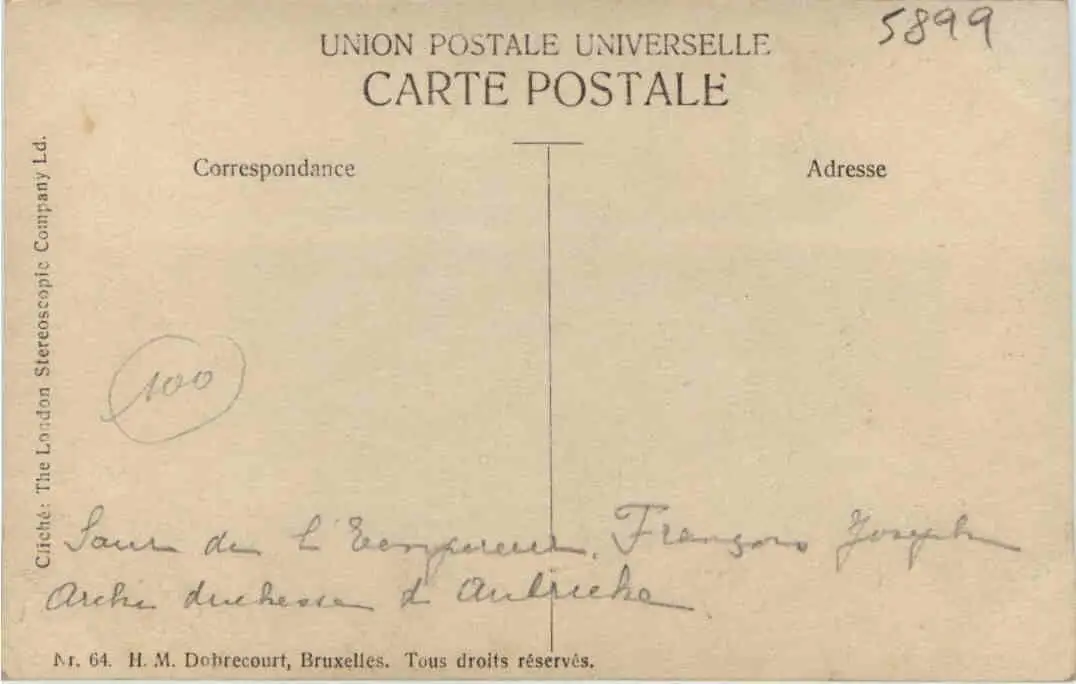 5899
UNION POSTALE UNIVERSELLE
CARTE POSTALE
Correspondance
Adresse
Cliché: The London Stereoscopic Company Ld.
100
Sœur de l'Empereur, François Joseph
Archi duchesse d'Autriche
Nr. 64. H. M. Dobrecourt, Bruxelles. Tous droits réservés.